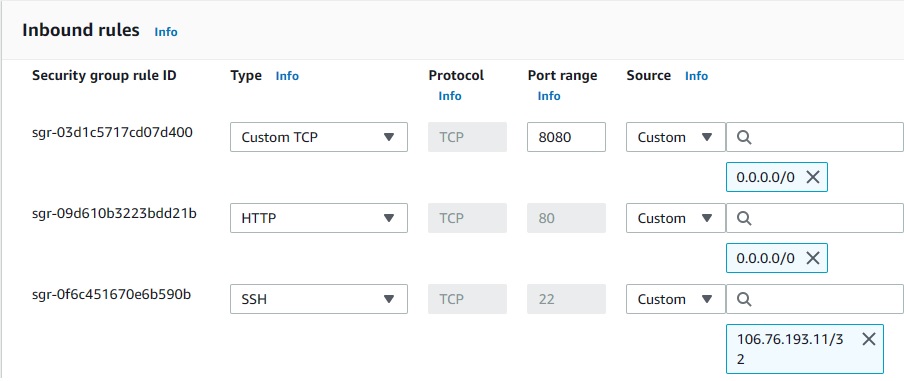 Inbound rules Info
Security group rule ID Type Info Protocol Port range Source Info
Info Info
sgr-03d1c5717cd07d400 Custom TCP TCP 8080 Custom
0.0.0.0/0
sgr-09d610b3223bdd21b HTTP TCP 80 Custom
0.0.0.0/0
sgr-0f6c451670e6b590b SSH TCP 22 Custom
106.76.193.11/3
2